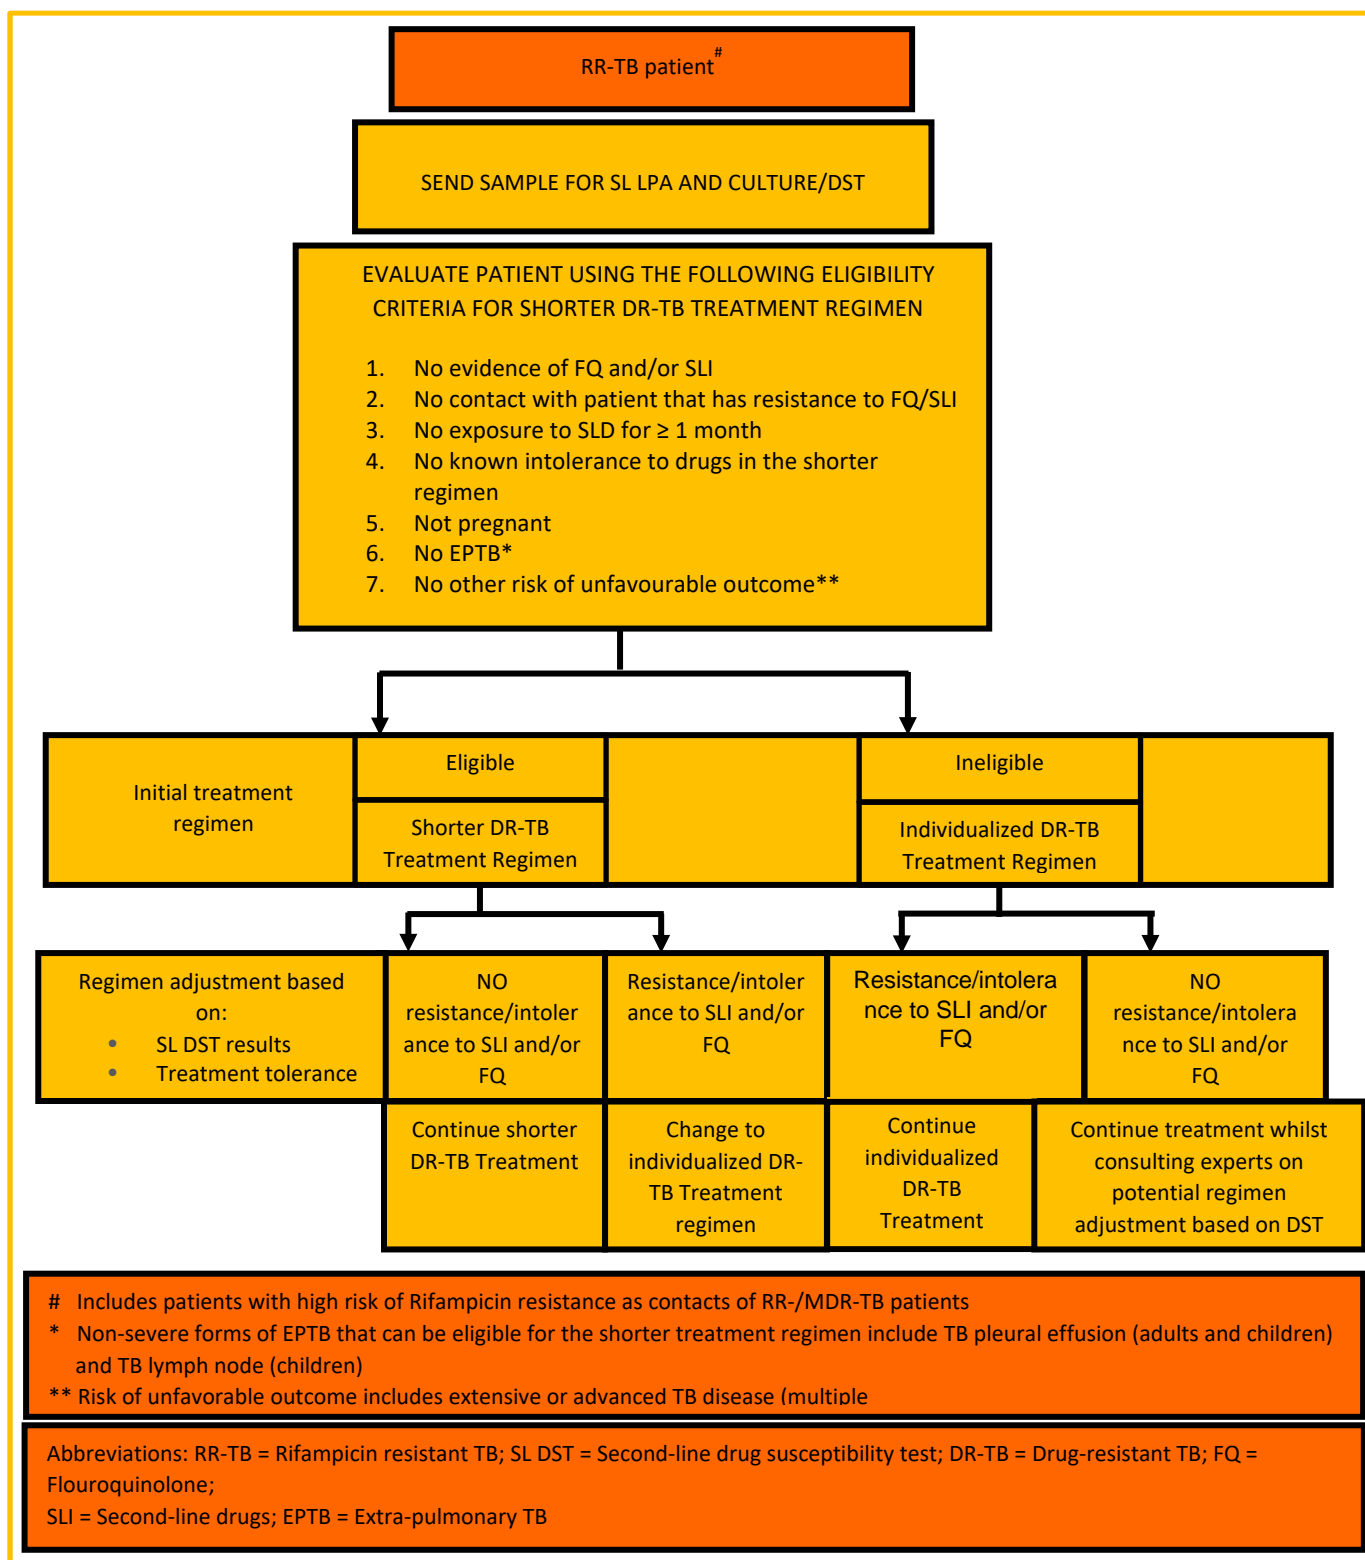 RR-TB patient#
SEND SAMPLE FOR SL LPA AND CULTURE/DST
EVALUATE PATIENT USING THE FOLLOWING ELIGIBILITY
CRITERIA FOR SHORTER DR-TB TREATMENT REGIMEN
1. No evidence of FQ and/or SLI
2. No contact with patient that has resistance to FQ/SLI
3. No exposure to SLD for ≥ 1 month
4. No known intolerance to drugs in the shorter
regimen
5. Not pregnant
6. No EPTB*
7. No other risk of unfavourable outcome**
Initial treatment
regimen
Eligible
Shorter DR-TB
Treatment Regimen
Ineligible
Individualized DR-TB
Treatment Regimen
Regimen adjustment based
on:
• SL DST results
• Treatment tolerance
NO
resistance/intoler
ance to SLI and/or
FQ
Resistance/intoler
ance to SLI and/or
FQ
Resistance/intolera
nce to SLI and/or
FQ
NO
resistance/intolera
nce to SLI and/or
FQ
Continue shorter
DR-TB Treatment
Change to
individualized DR-
TB Treatment
regimen
Continue
individualized
DR-TB
Treatment
Continue treatment whilst
consulting experts on
potential regimen
adjustment based on DST
# Includes patients with high risk of Rifampicin resistance as contacts of RR-/MDR-TB patients
* Non-severe forms of EPTB that can be eligible for the shorter treatment regimen include TB pleural effusion (adults and children)
and TB lymph node (children)
** Risk of unfavorable outcome includes extensive or advanced TB disease (multiple
Abbreviations: RR-TB = Rifampicin resistant TB; SL DST = Second-line drug susceptibility test; DR-TB = Drug-resistant TB; FQ =
Flouroquinolone;
SLI = Second-line drugs; EPTB = Extra-pulmonary TB